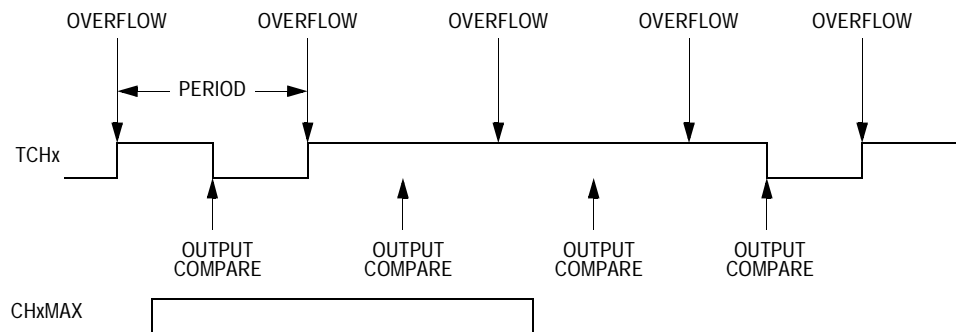 OVERFLOW OVERFLOW OVERFLOW OVERFLOW OVERFLOW
PERIOD
TCHx
OUTPUT COMPARE
OUTPUT COMPARE
OUTPUT COMPARE
OUTPUT COMPARE
CHxMAX